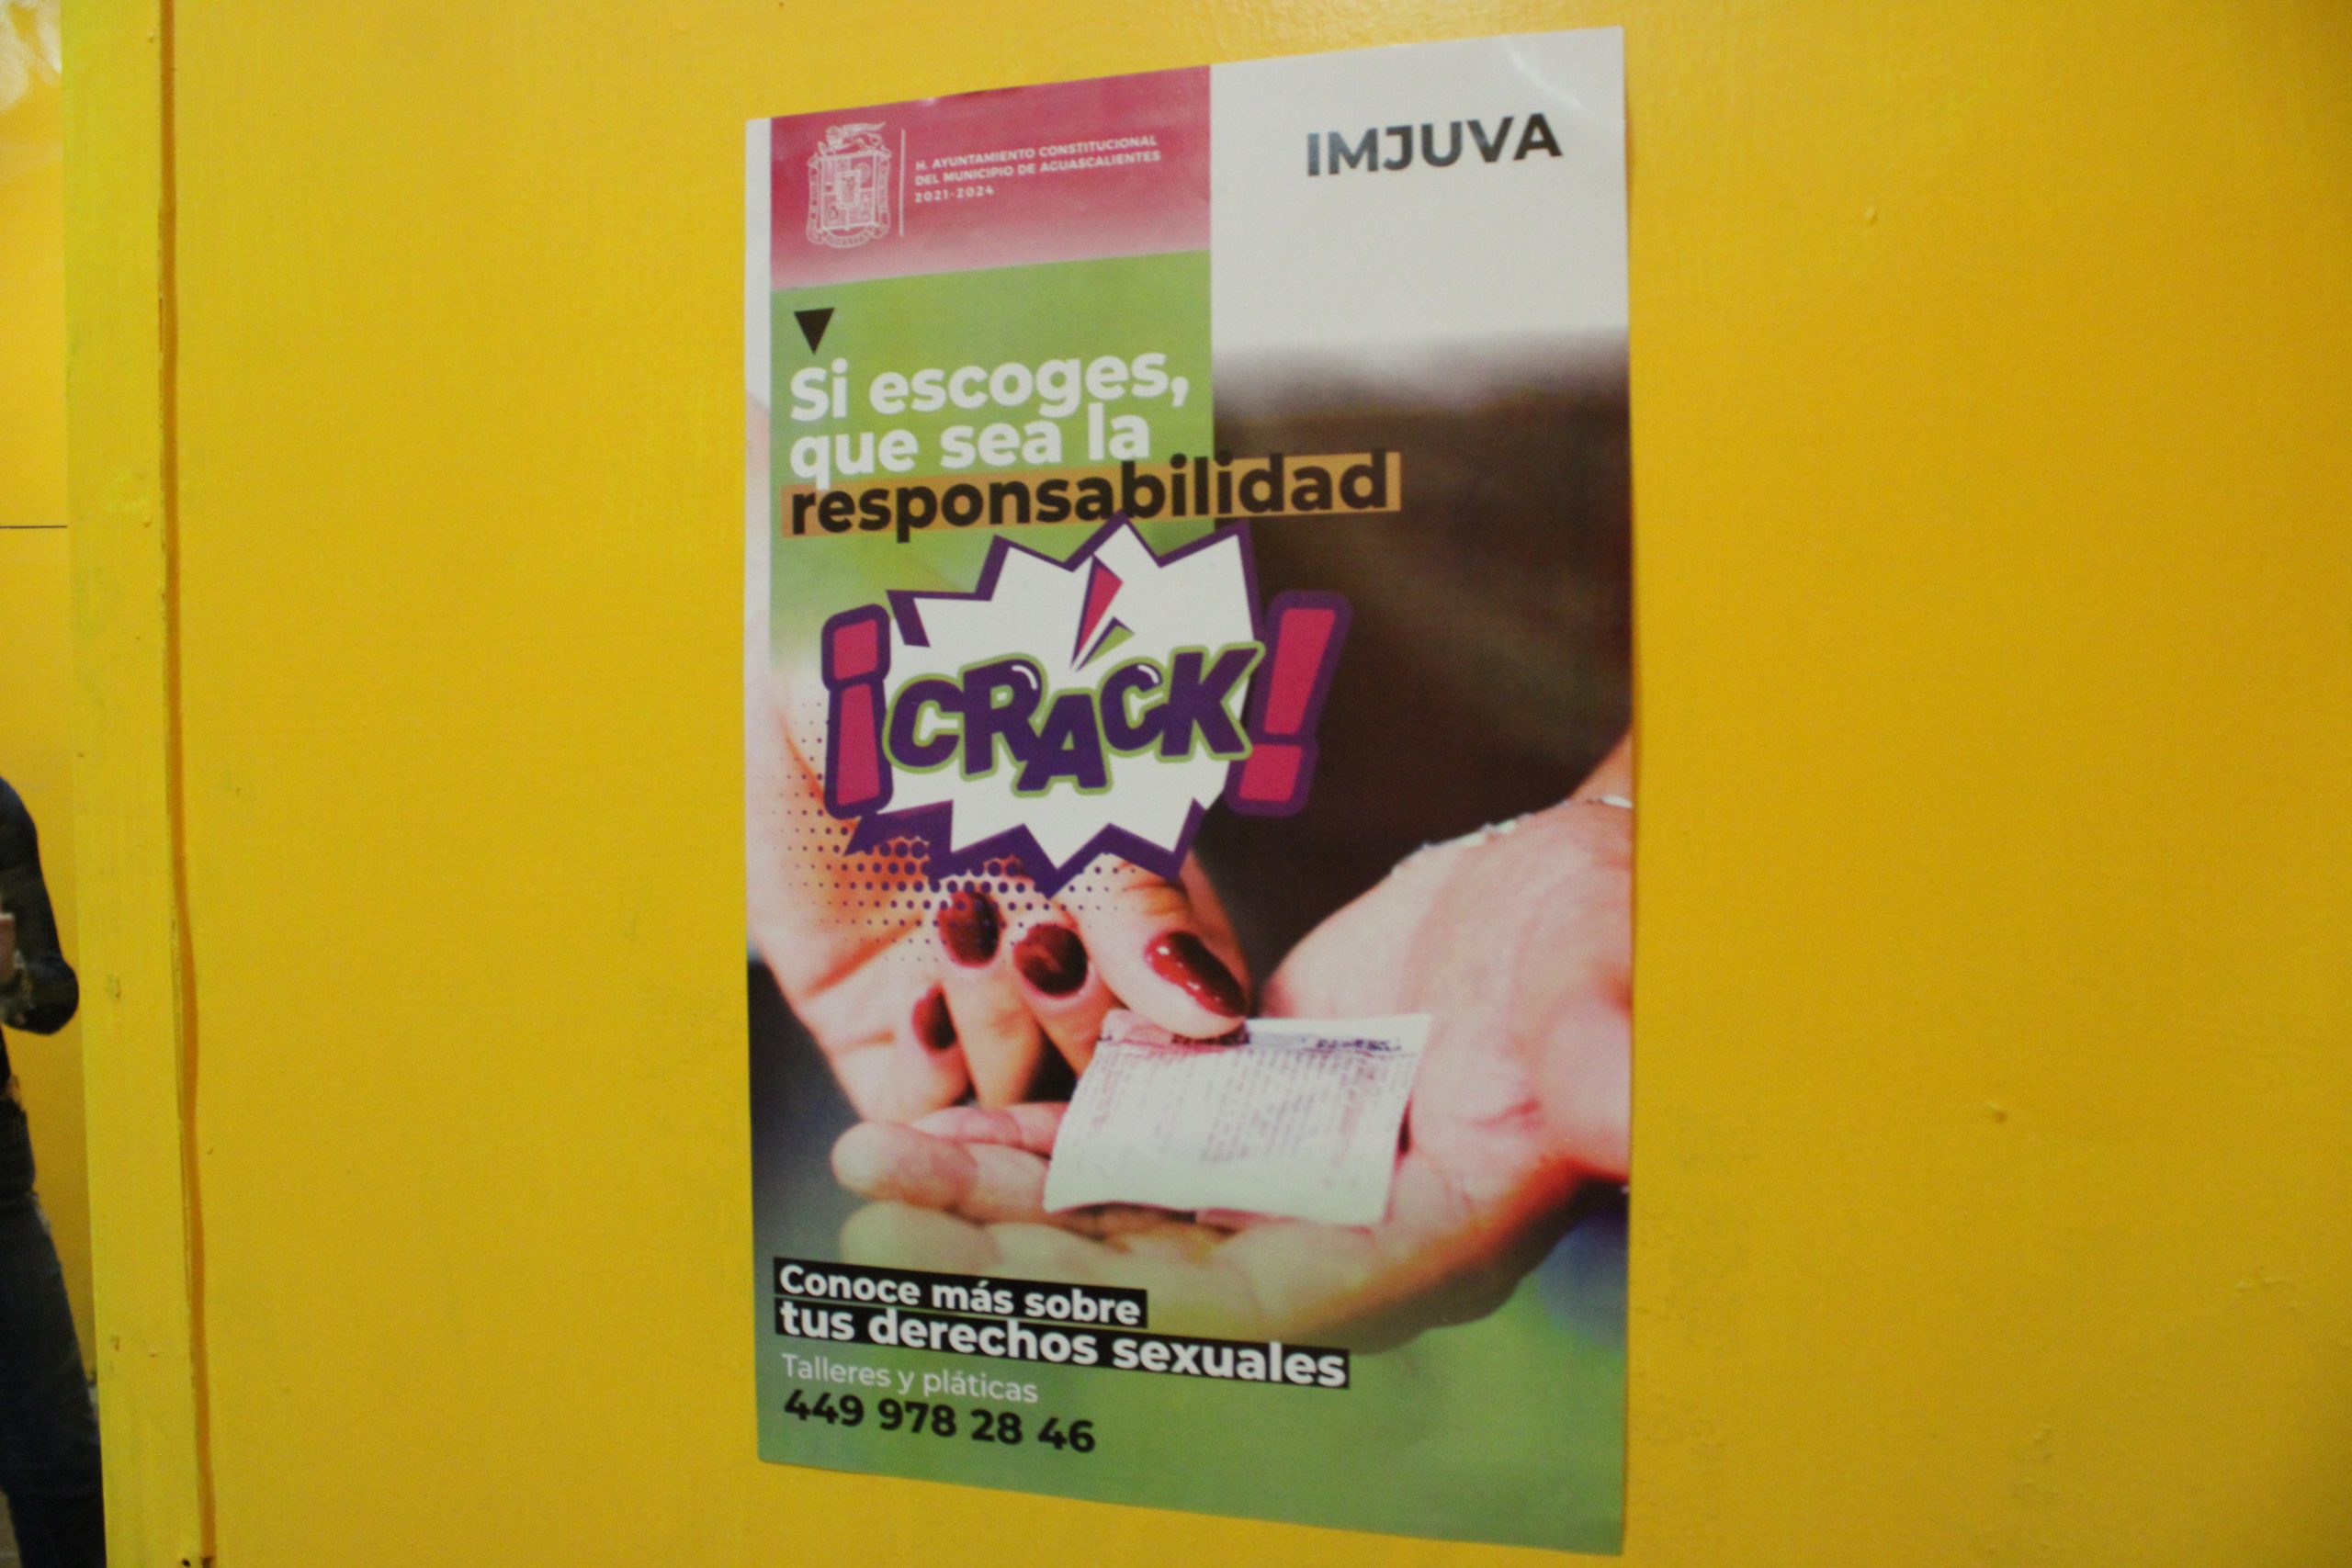 H. AYUNTAMIENTO CONSTITUCIONAL
DEL MUNICIPIO DE AGUASCALIENTES
2021-2024
IMJUVA
Si escoges,
que sea la
responsabilidad
¡CRACK!
Conoce más sobre
tus derechos sexuales
Talleres y pláticas
449 978 28 46